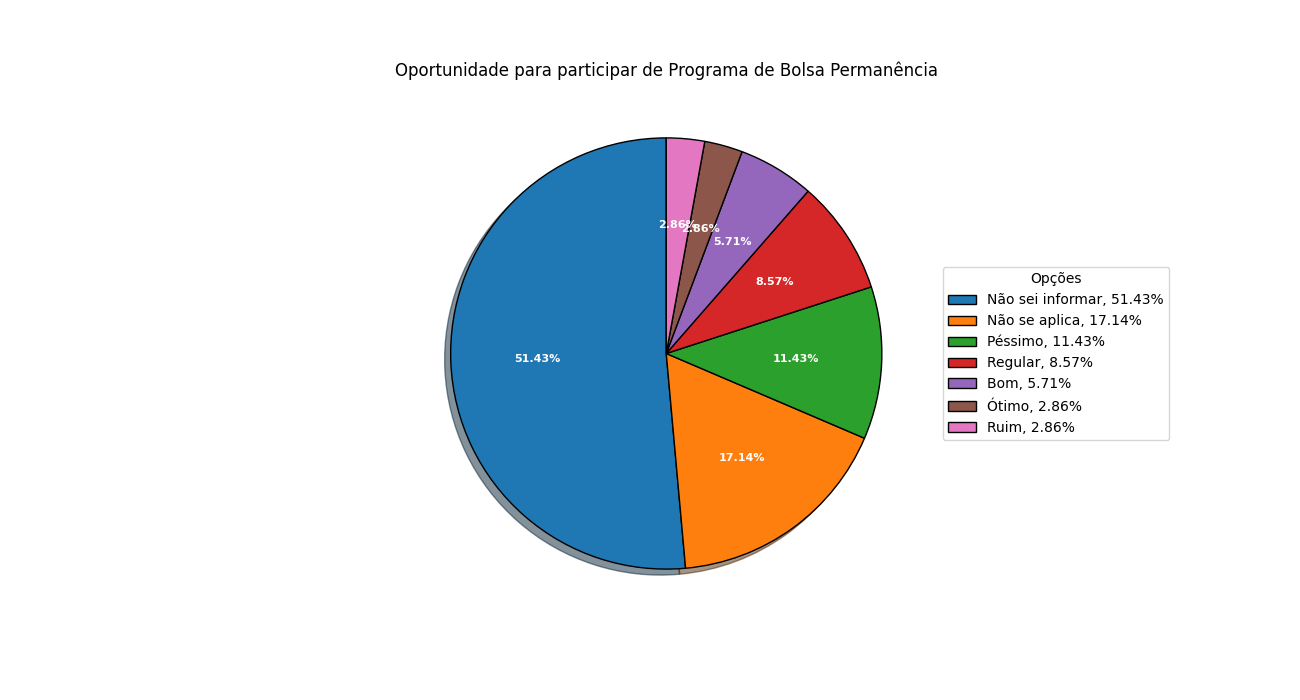 Oportunidade para participar de Programa de Bolsa Permanência
2.86%
2.86%
5.71%
8.57%
51.43%
11.43%
17.14%
Opções
Não sei informar, 51.43%
Não se aplica, 17.14%
Péssimo, 11.43%
Regular, 8.57%
Bom, 5.71%
Ótimo, 2.86%
Ruim, 2.86%